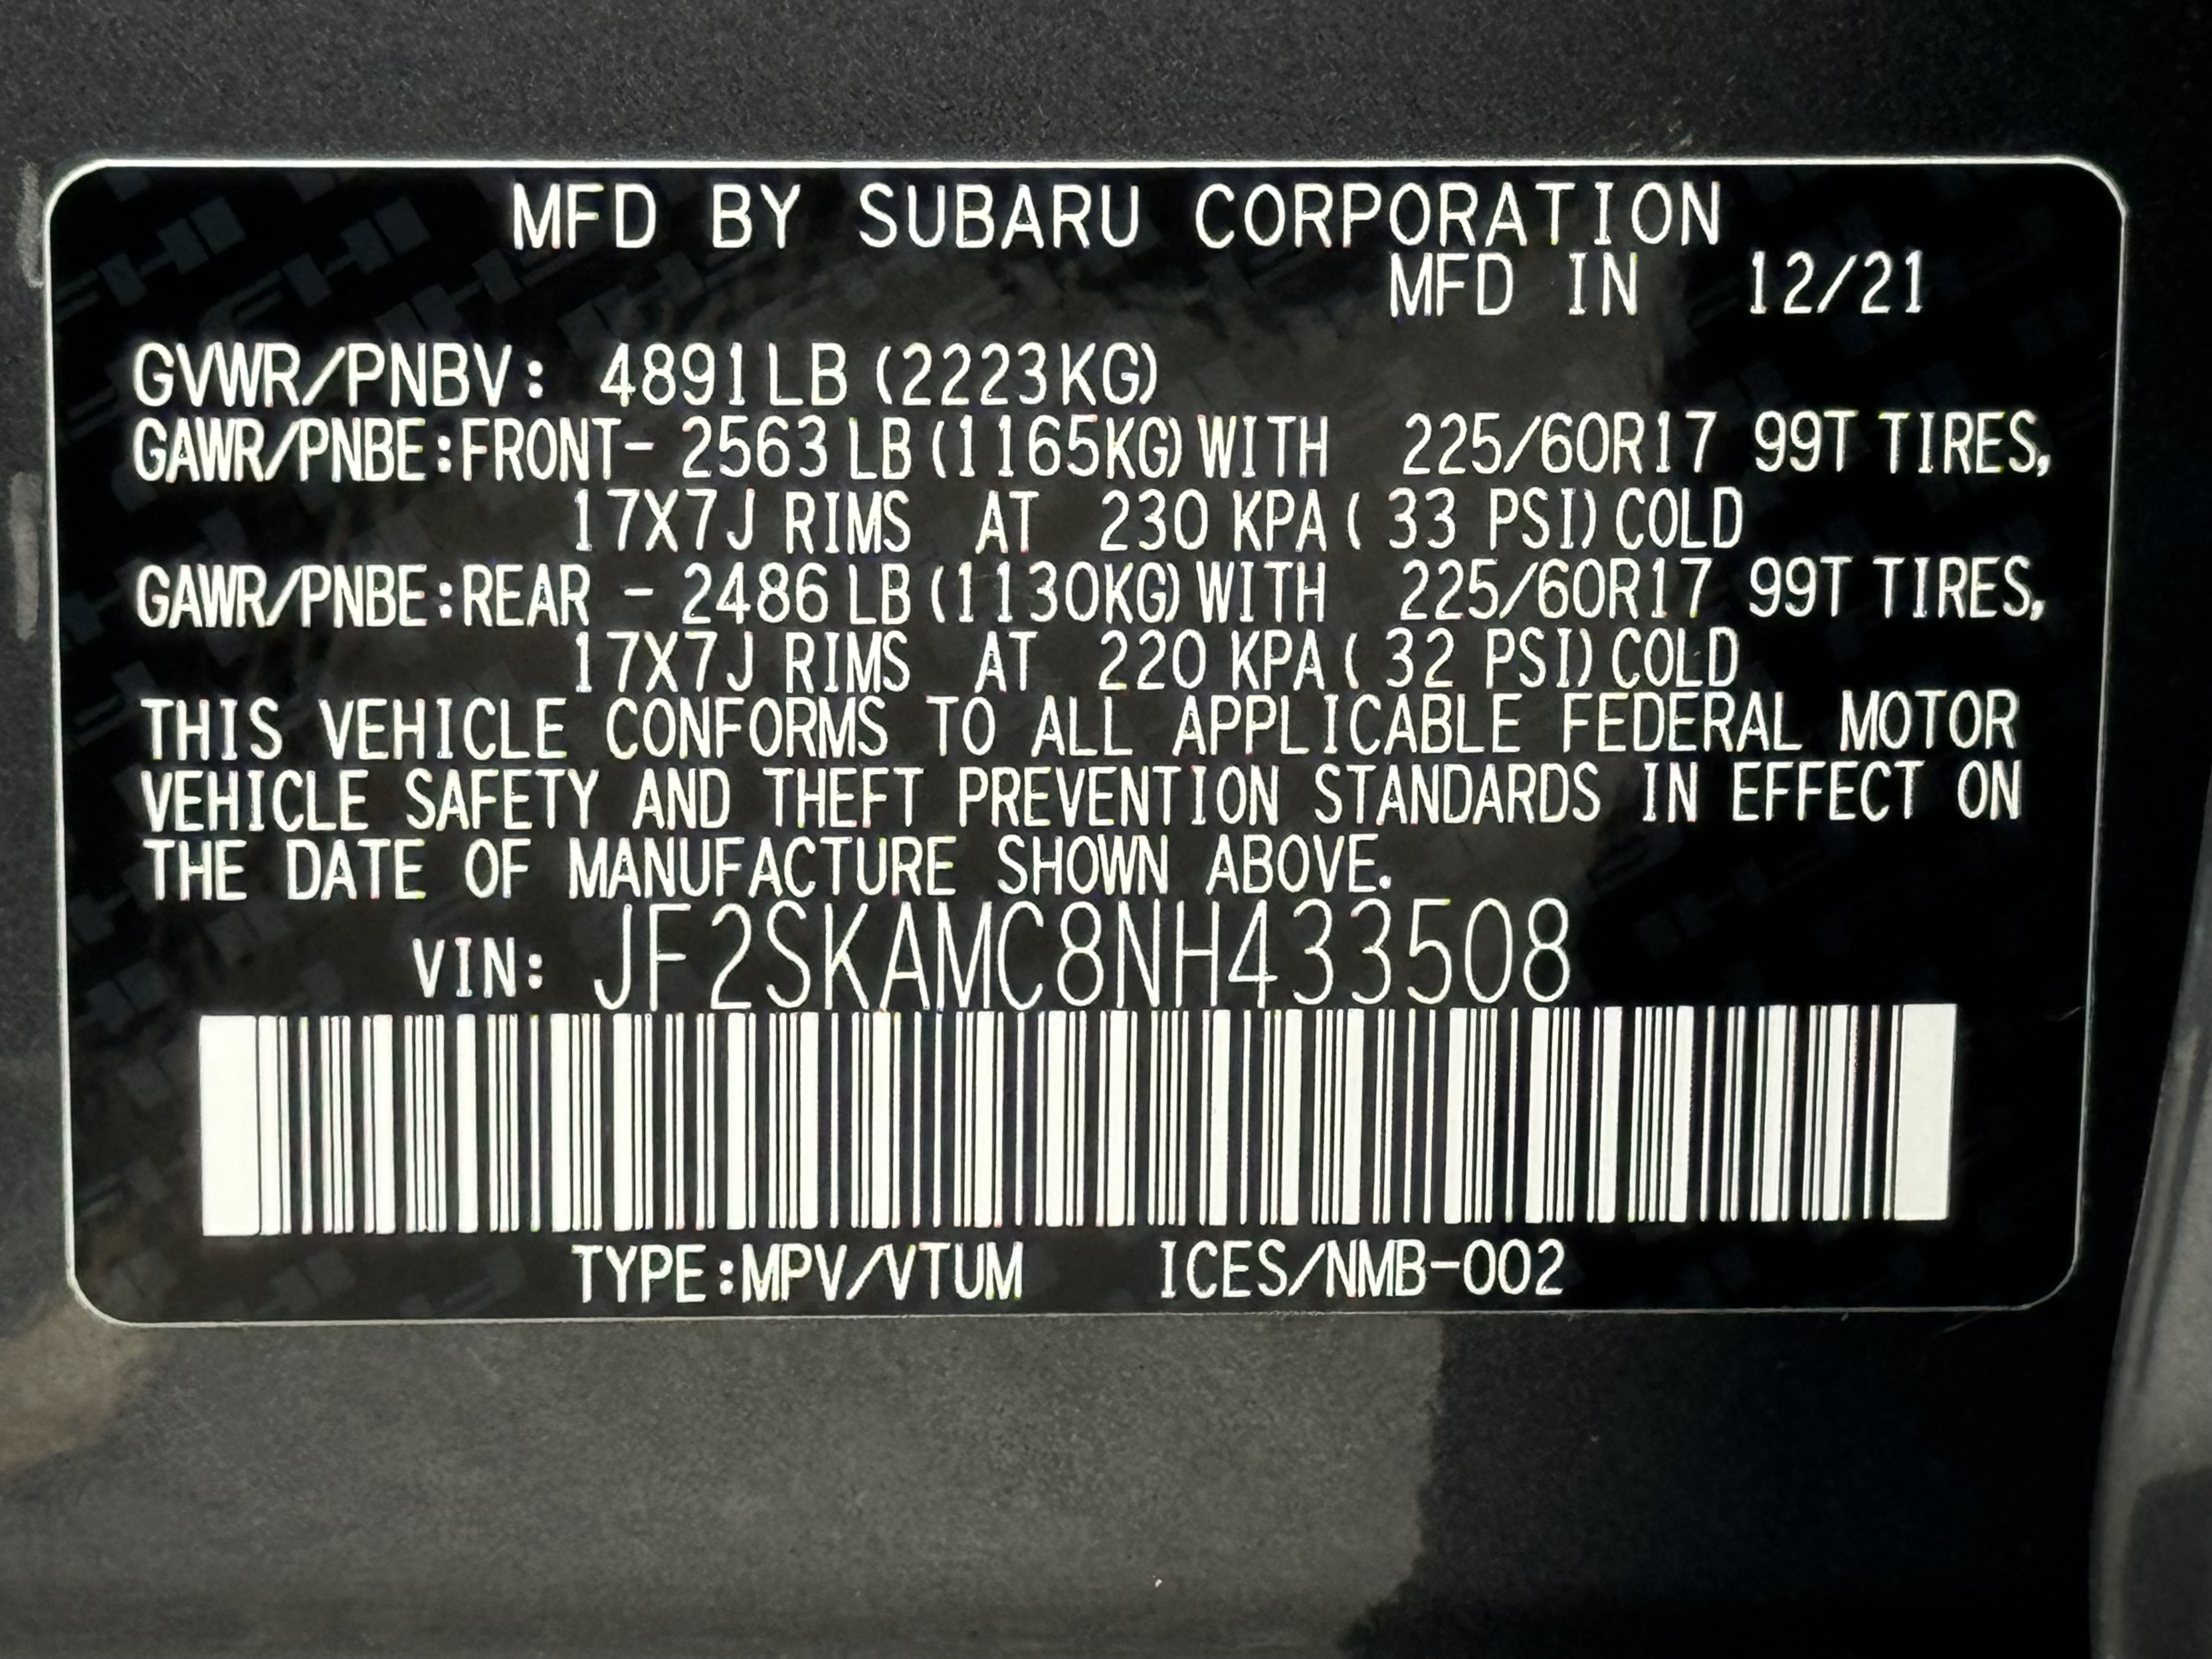 MFD BY SUBARU CORPORATION
MFD IN 12/21
GVWR/PNBV: 4891LB (2223KG)
GAWR/PNBE:FRONT- 2563LB(1165KG)WITH 225/60R17 99T TIRES,
17X7J RIMS AT 230 KPA( 33 PSI)COLD
GAWR/PNBE:REAR - 2486LB(1130KG)WITH 225/60R17 99T TIRES,
17X7J RIMS AT 220 KPA( 32 PSI)COLD
THIS VEHICLE CONFORMS TO ALL APPLICABLE FEDERAL MOTOR
VEHICLE SAFETY AND THEFT PREVENTION STANDARDS IN EFFECT ON
THE DATE OF MANUFACTURE SHOWN ABOVE.
VIN: JF2SKAMC8NH433508
TYPE:MPV/VTUM ICES/NMB-002